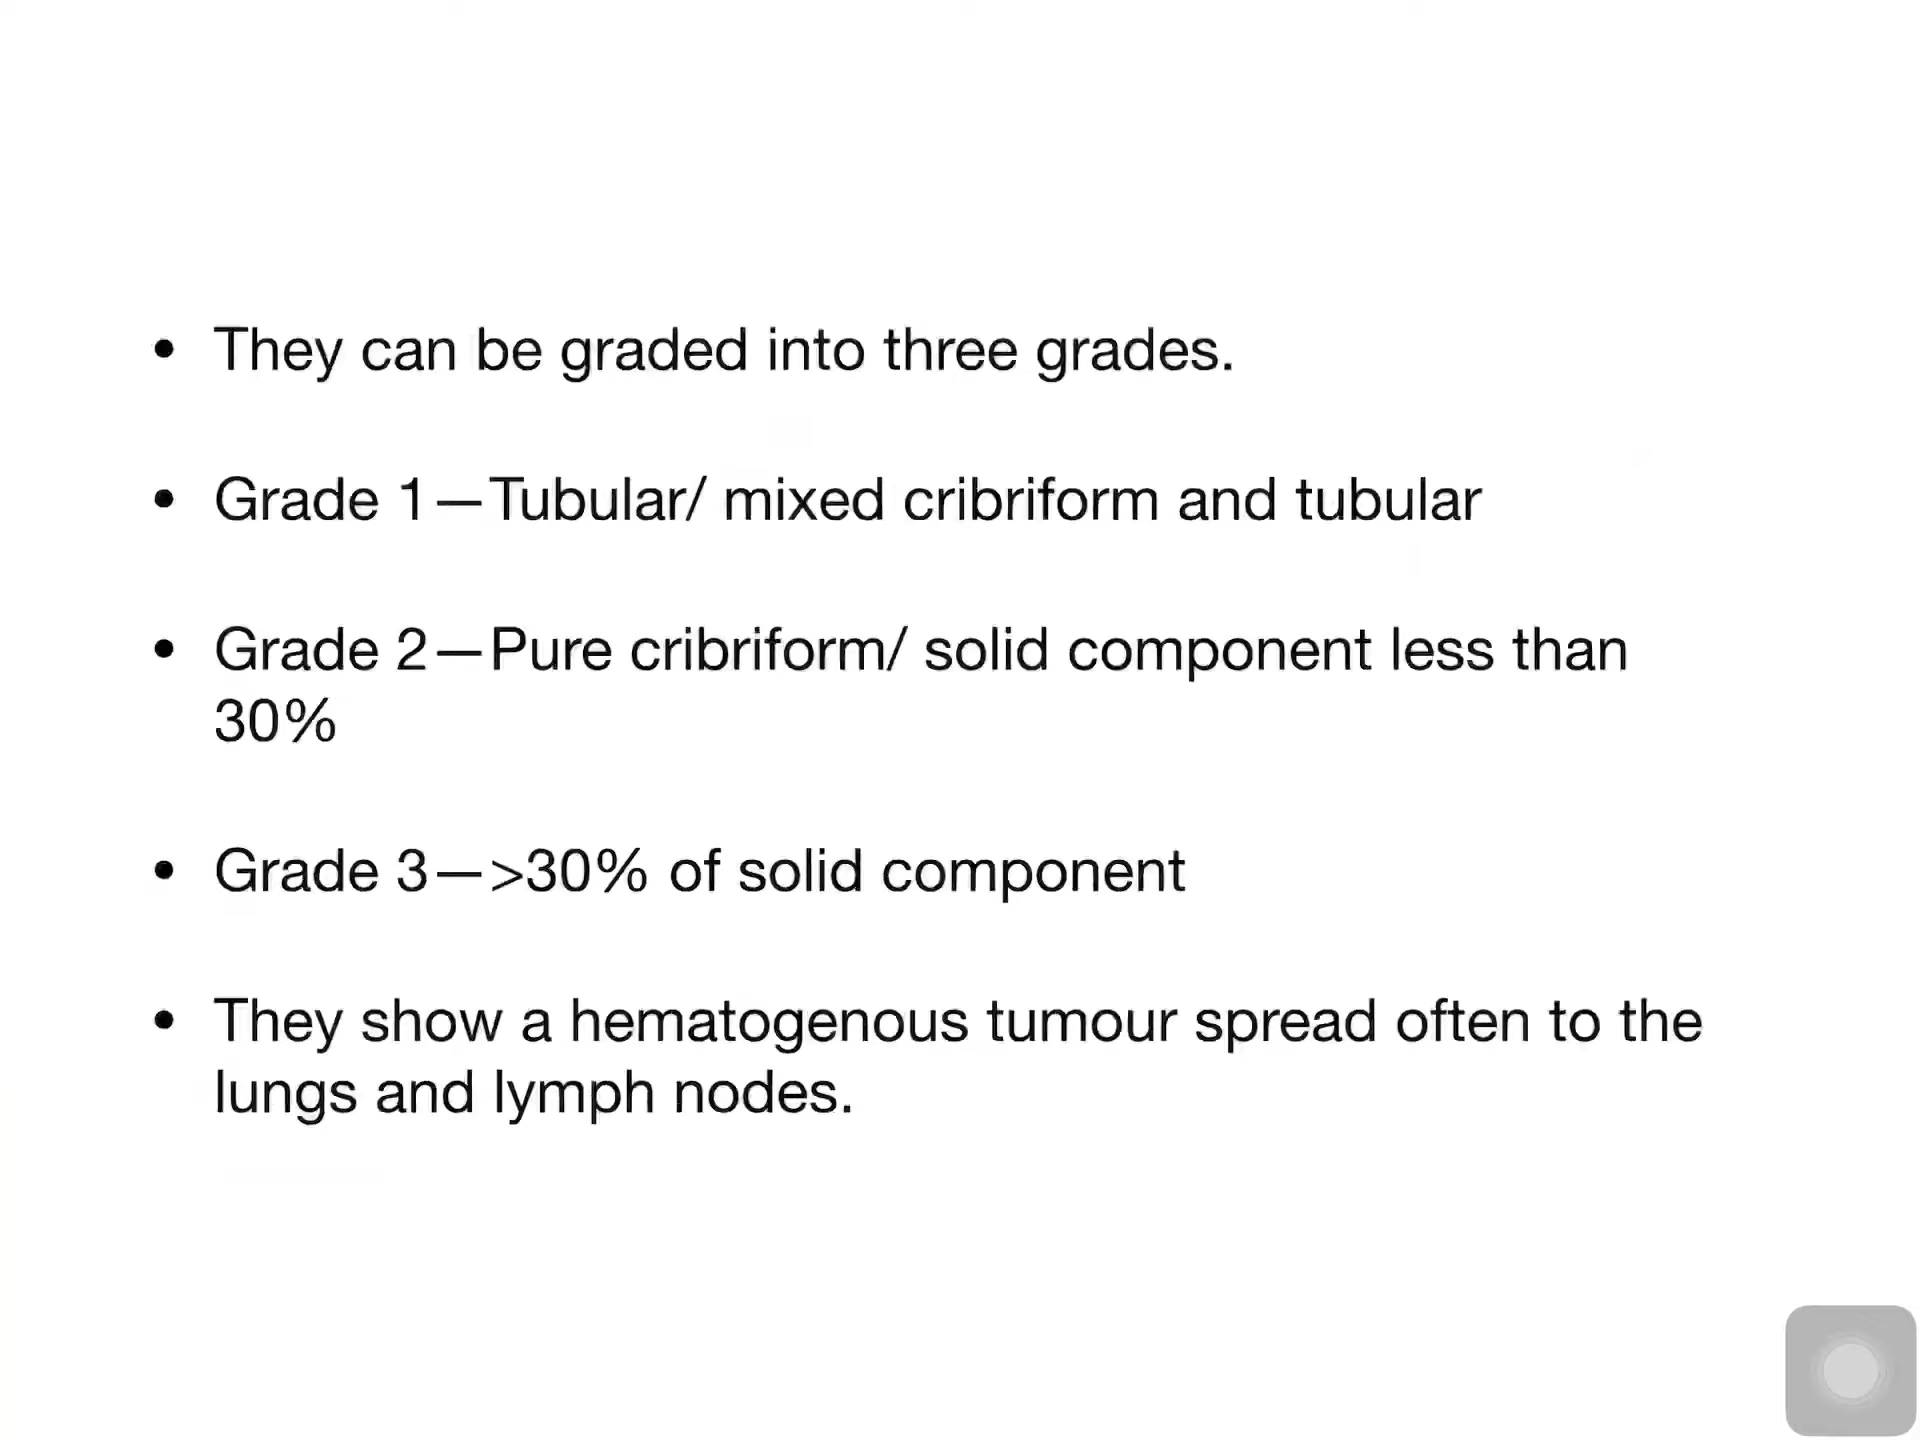 • They can be graded into three grades.
• Grade 1—Tubular/ mixed cribriform and tubular
• Grade 2—Pure cribriform/ solid component less than
30%
• Grade 3—>30% of solid component
• They show a hematogenous tumour spread often to the
lungs and lymph nodes.